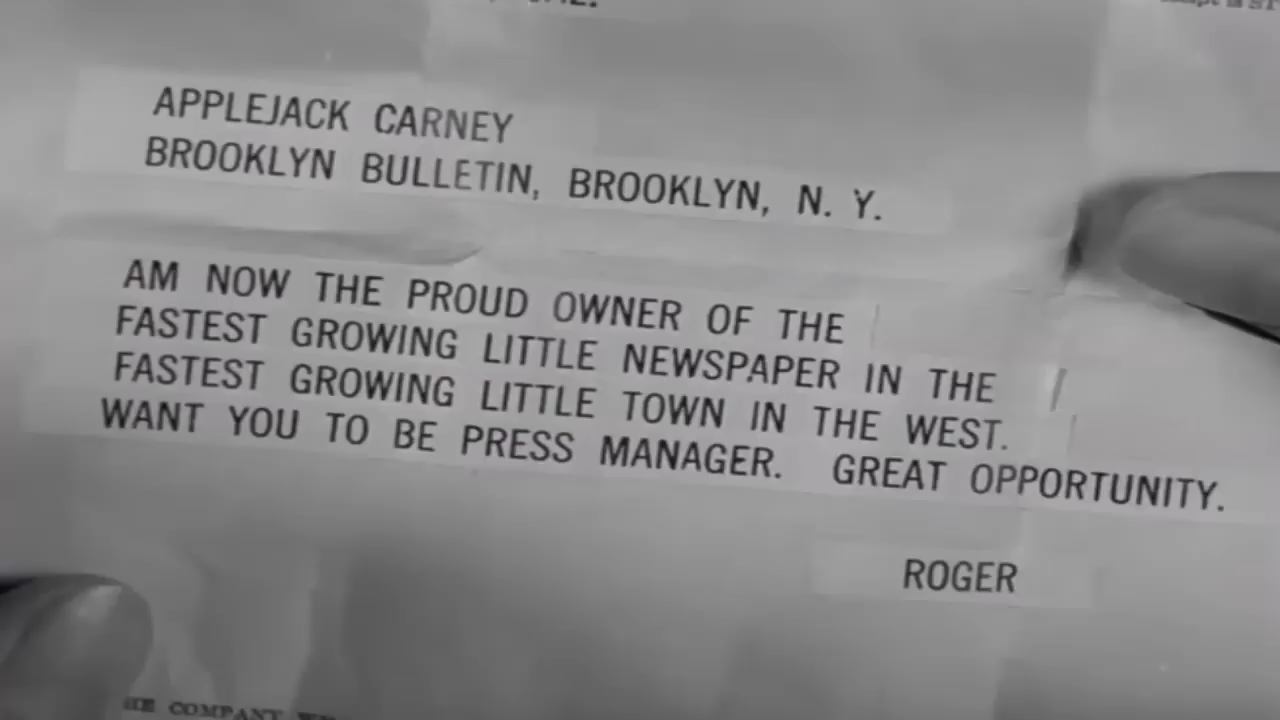 APPLEJACK CARNEY
BROOKLYN BULLETIN, BROOKLYN, N. Y.
AM NOW THE PROUD OWNER OF THE
FASTEST GROWING LITTLE NEWSPAPER IN THE
FASTEST GROWING LITTLE TOWN IN THE WEST.
WANT YOU TO BE PRESS MANAGER. GREAT OPPORTUNITY.
ROGER
COMPANY